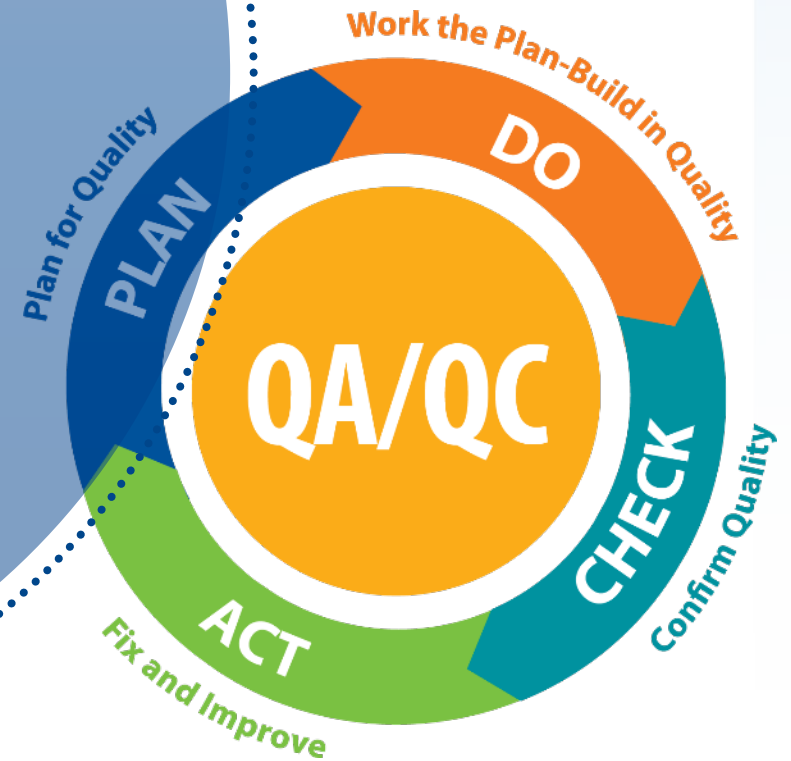 Plan for Quality
PLAN
Work the Plan-Build in Quality
DO
QA/QC
CHECK
Confirm Quality
ACT
Fix and Improve